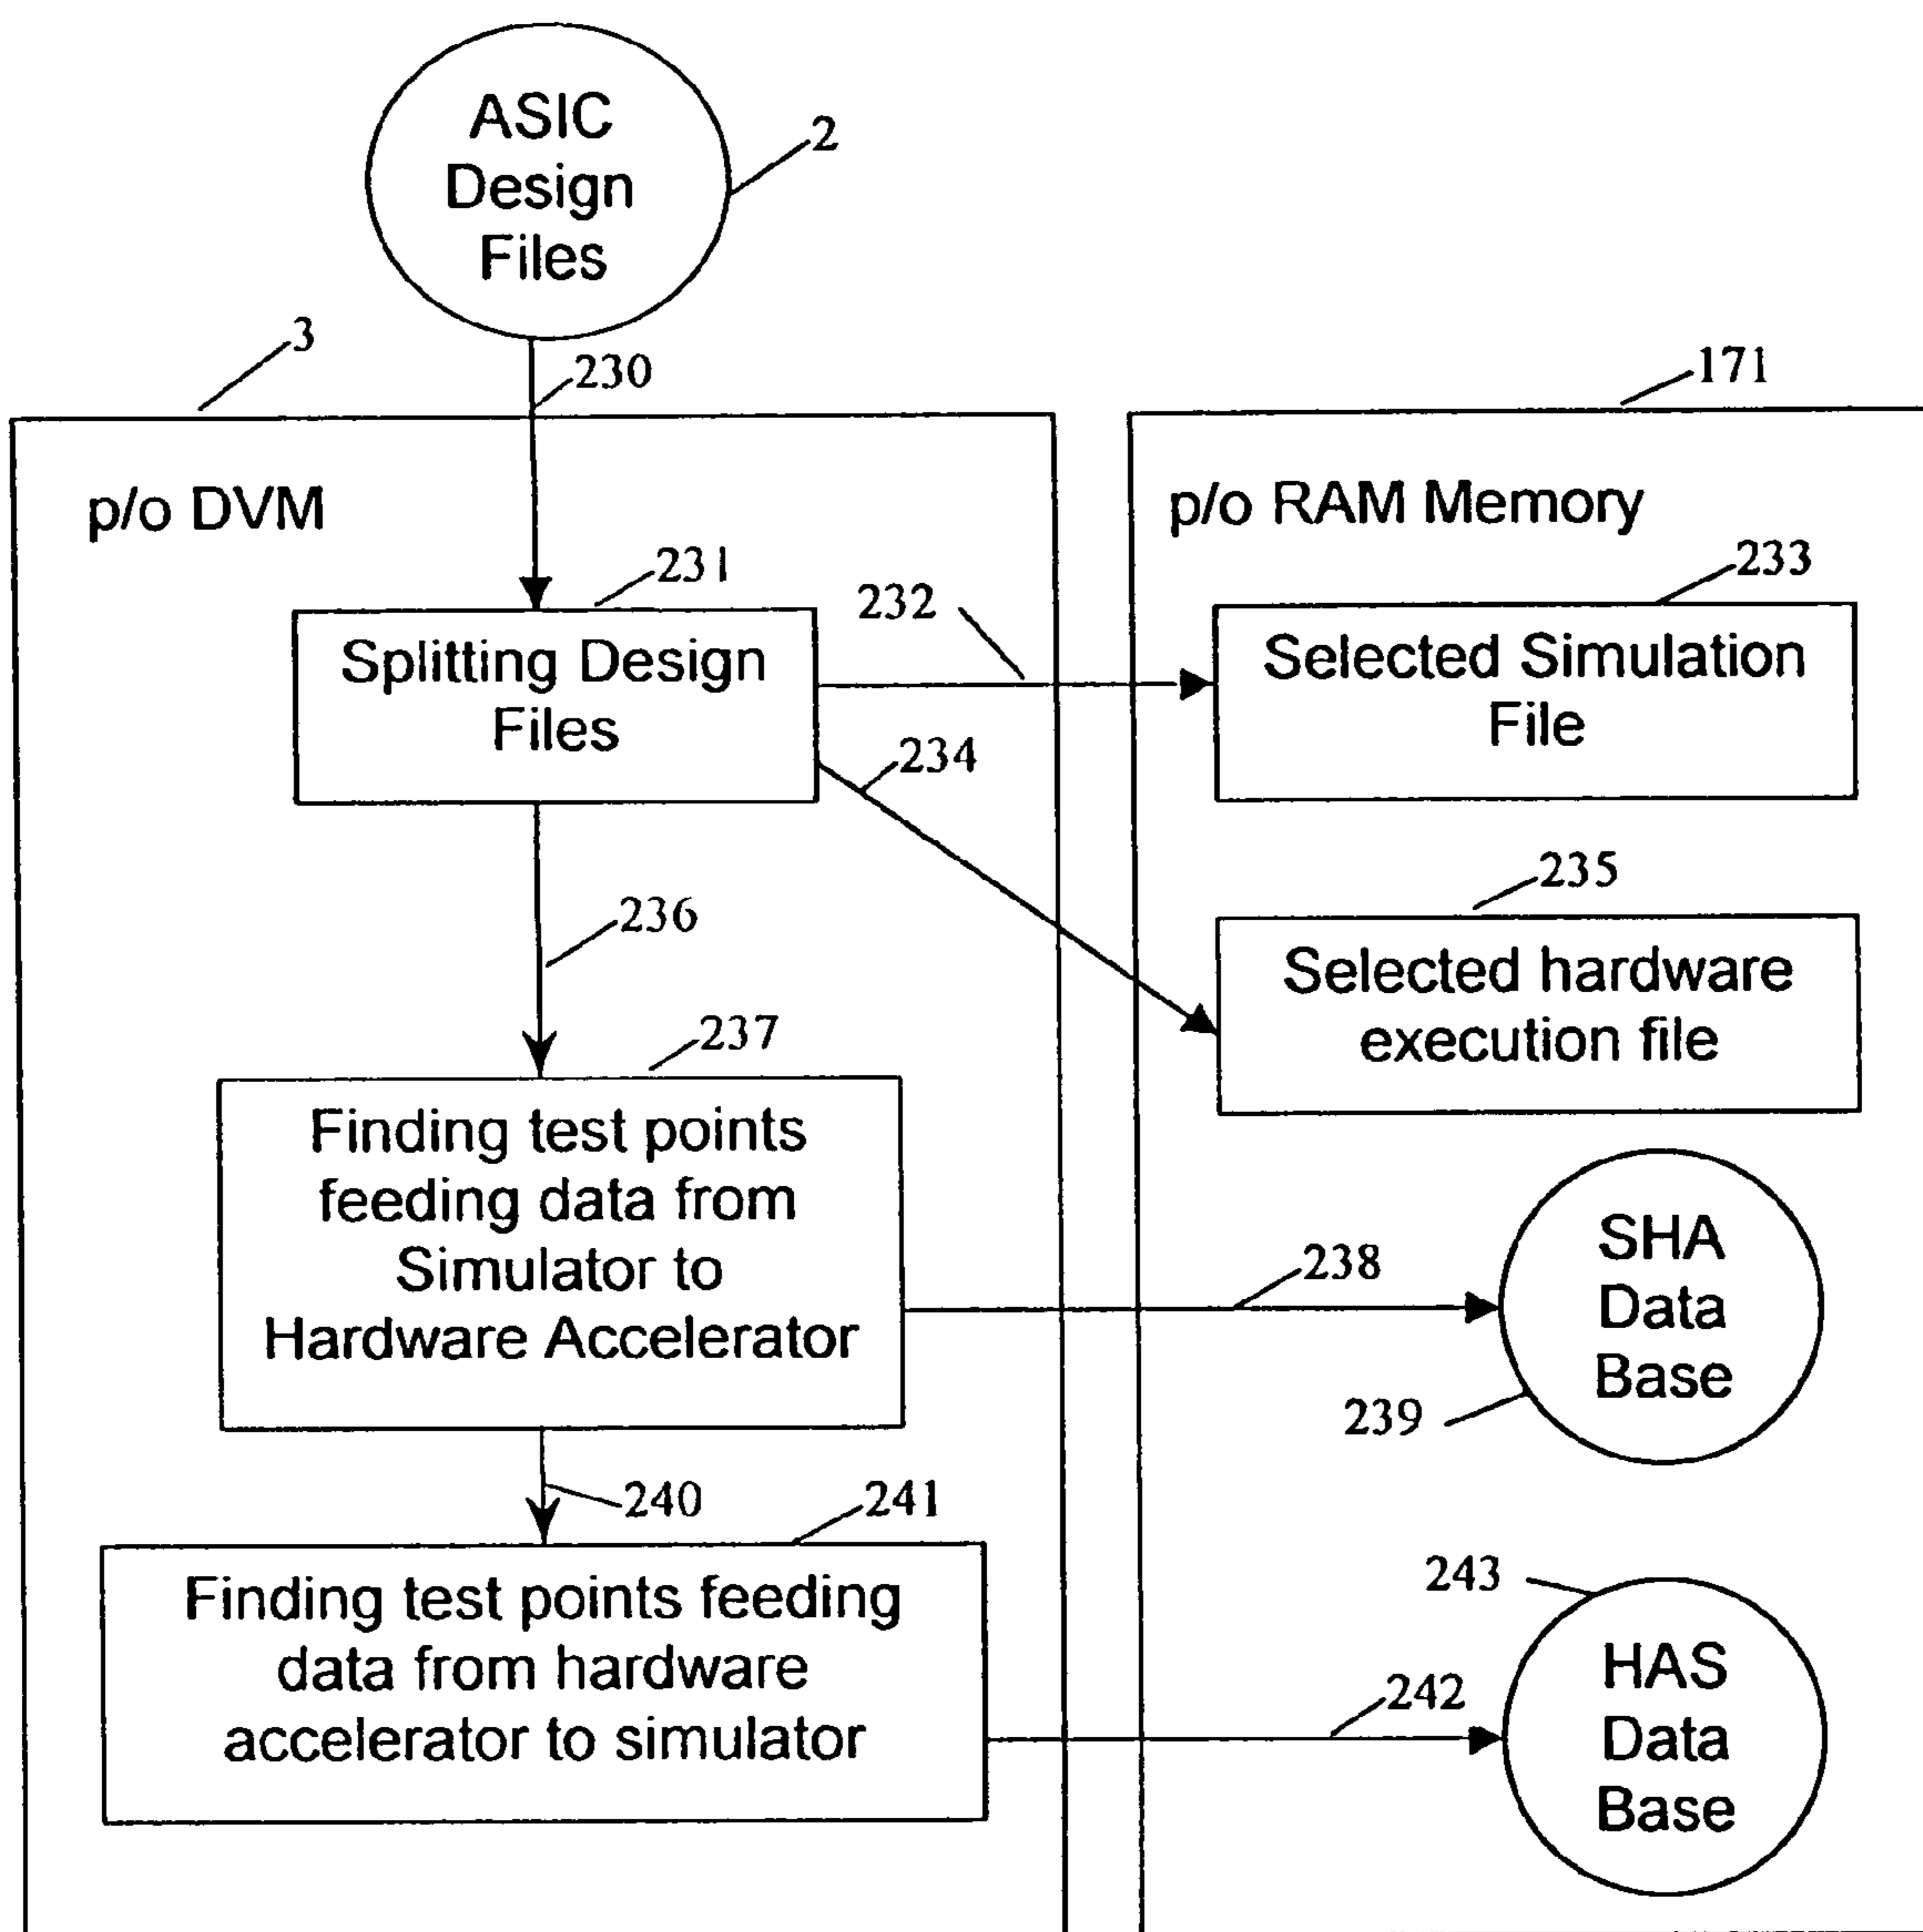 ASIC
Design
Files
2
3
230
171
p/o DVM
p/o RAM Memory
231
232
233
Splitting Design
Files
Selected Simulation
File
234
235
236
Selected hardware
execution file
237
Finding test points
feeding data from
Simulator to
Hardware Accelerator
238
SHA
Data
Base
239
240
241
Finding test points feeding
data from hardware
accelerator to simulator
242
243
HAS
Data
Base